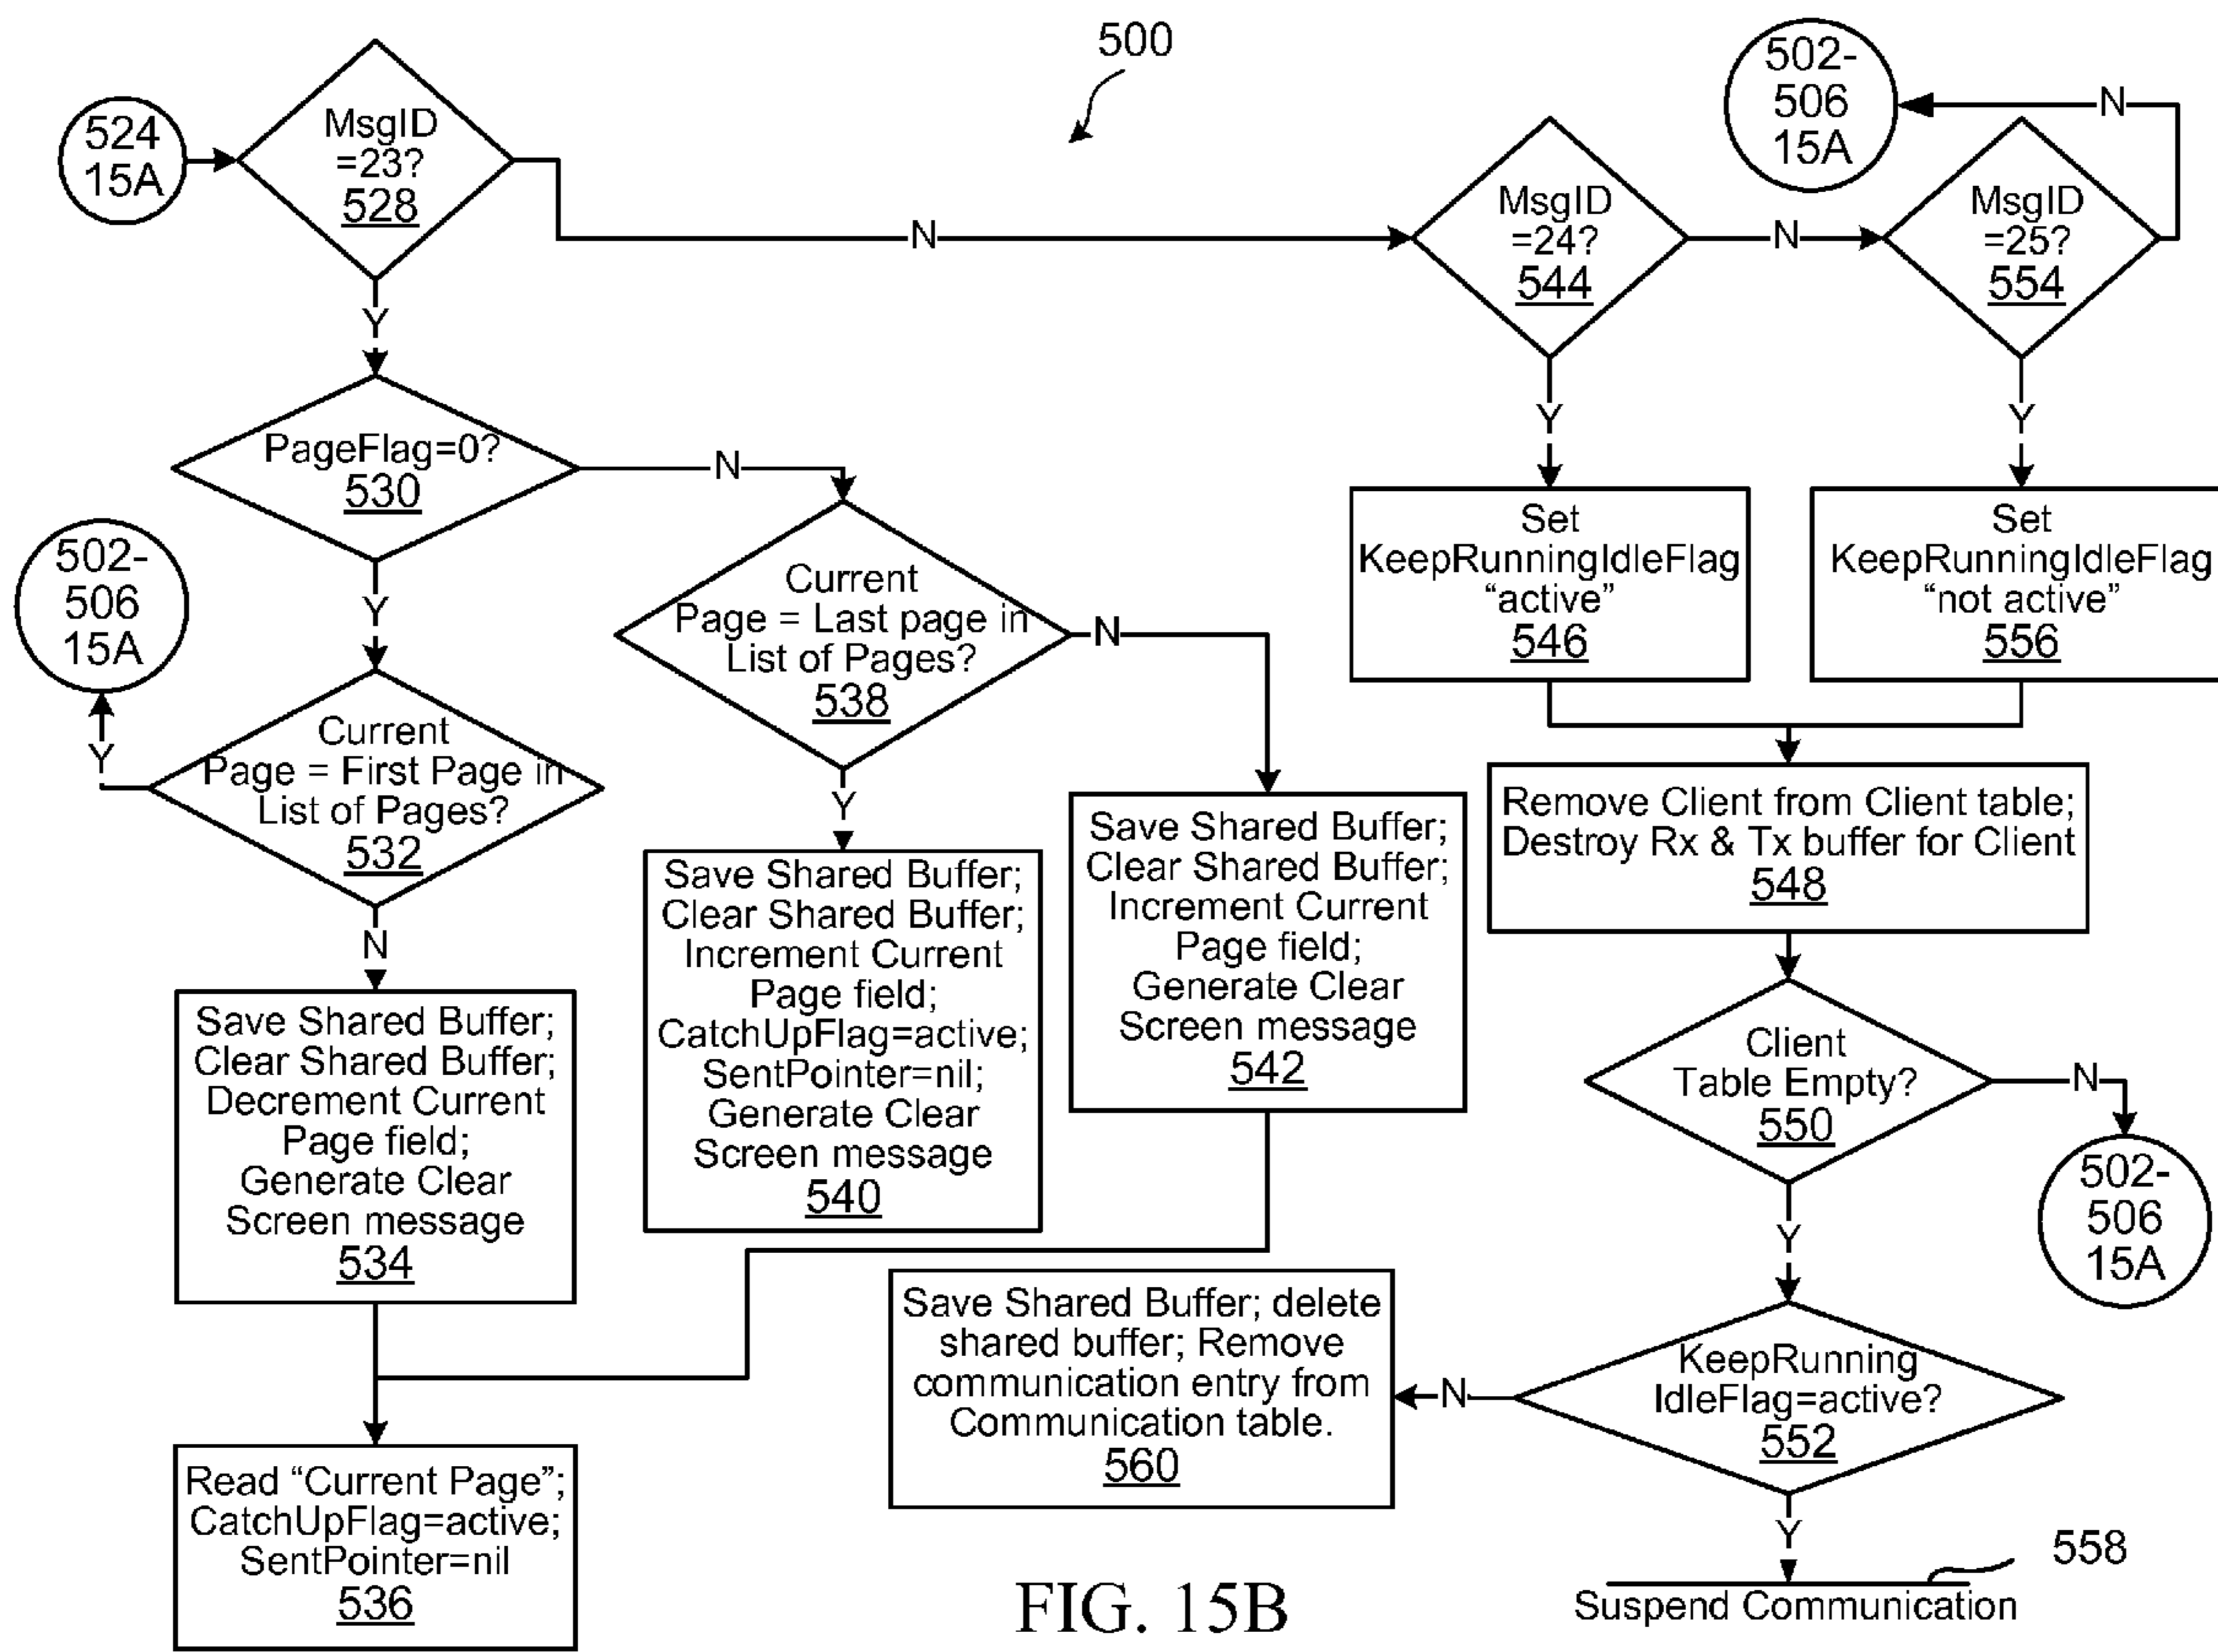 500
524
15A
MsgID
=23?
528
N
MsgID
=24?
544
N
MsgID
=25?
554
N
502-
506
15A
Y
PageFlag=0?
530
N
Y
Current
Page = First Page in
List of Pages?
532
Y
502-
506
15A
N
Save Shared Buffer;
Clear Shared Buffer;
Decrement Current
Page field;
Generate Clear
Screen message
534
Read “Current Page”;
CatchUpFlag=active;
SentPointer=nil
536
Current
Page = Last page in
List of Pages?
538
N
Y
Save Shared Buffer;
Clear Shared Buffer;
Increment Current
Page field;
CatchUpFlag=active;
SentPointer=nil;
Generate Clear
Screen message
540
Save Shared Buffer;
Clear Shared Buffer;
Increment Current
Page field;
Generate Clear
Screen message
542
Y
Set
KeepRunningIdleFlag
“active”
546
Y
Set
KeepRunningIdleFlag
“not active”
556
Remove Client from Client table;
Destroy Rx & Tx buffer for Client
548
Client
Table Empty?
550
N
502-
506
15A
Y
KeepRunning
IdleFlag=active?
552
N
Save Shared Buffer; delete
shared buffer; Remove
communication entry from
Communication table.
560
Y
558
Suspend Communication
FIG. 15B